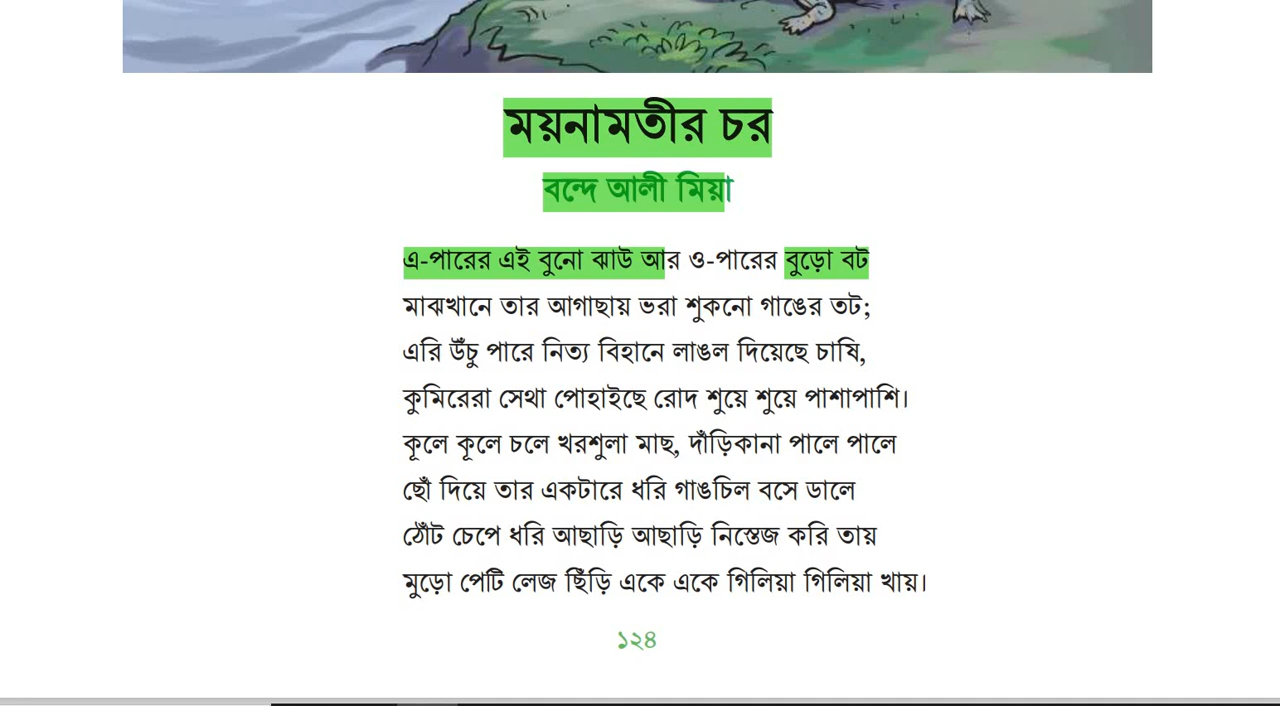 ময়নামতীর চর
বন্দে আলী মিয়া
এ-পারের এই বুনো ঝাউ আর ও-পারের বুড়ো বট
মাঝখানে তার আগাছায় ভরা শুকনো গাঙের তট;
এরি উঁচু পারে নিত্য বিহানে লাঙল দিয়েছে চাষি,
কুমিরেরা সেথা পোহাইছে রোদ শুয়ে শুয়ে পাশাপাশি।
কূলে কূলে চলে খরশুলা মাছ, দাঁড়িকানা পালে পালে
ছোঁ দিয়ে তার একটারে ধরি গাঙচিল বসে ডালে
ঠোঁট চেপে ধরি আছাড়ি আছাড়ি নিস্তেজ করি তায়
মুড়ো পেটি লেজ ছিঁড়ি একে একে গিলিয়া গিলিয়া খায়।
১২৪